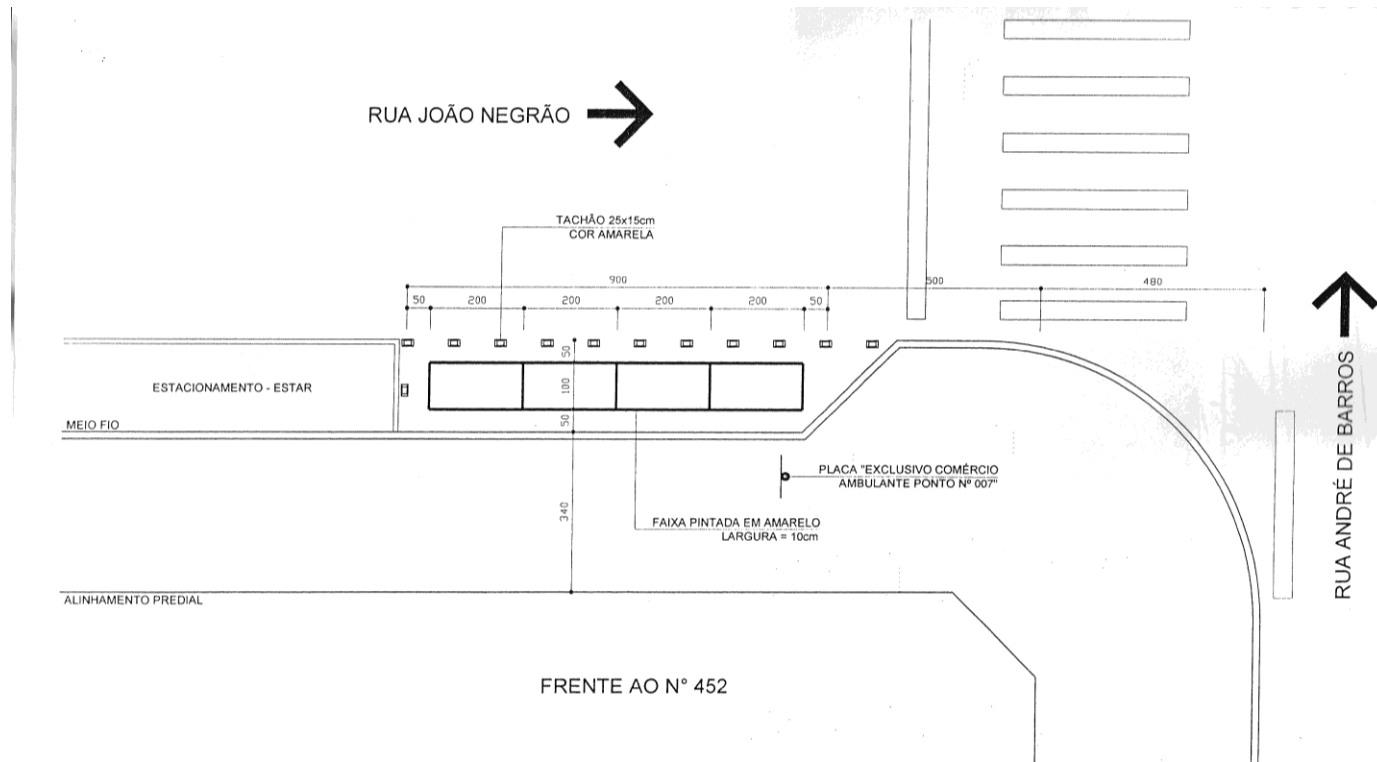 RUA JOÃO NEGRÃO
TACHÃO 25x15cm
COR AMARELA
900
500
480
50
200
200
200
200
50
50
100
50
340
ESTACIONAMENTO - ESTAR
MEIO FIO
PLACA "EXCLUSIVO COMÉRCIO
AMBULANTE PONTO Nº 007"
FAIXA PINTADA EM AMARELO
LARGURA = 10cm
ALINHAMENTO PREDIAL
FRENTE AO N° 452
RUA ANDRÉ DE BARROS